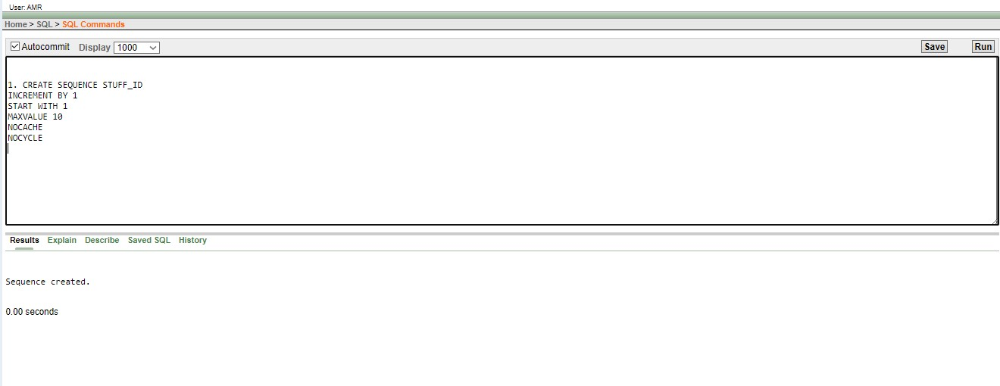 User: AMR
Home > SQL > SQL Commands
Autocommit Display 1000 Save Run
1. CREATE SEQUENCE STUFF_ID
INCREMENT BY 1
START WITH 1
MAXVALUE 10
NOCACHE
NOCYCLE
Results Explain Describe Saved SQL History
Sequence created.
0.00 seconds